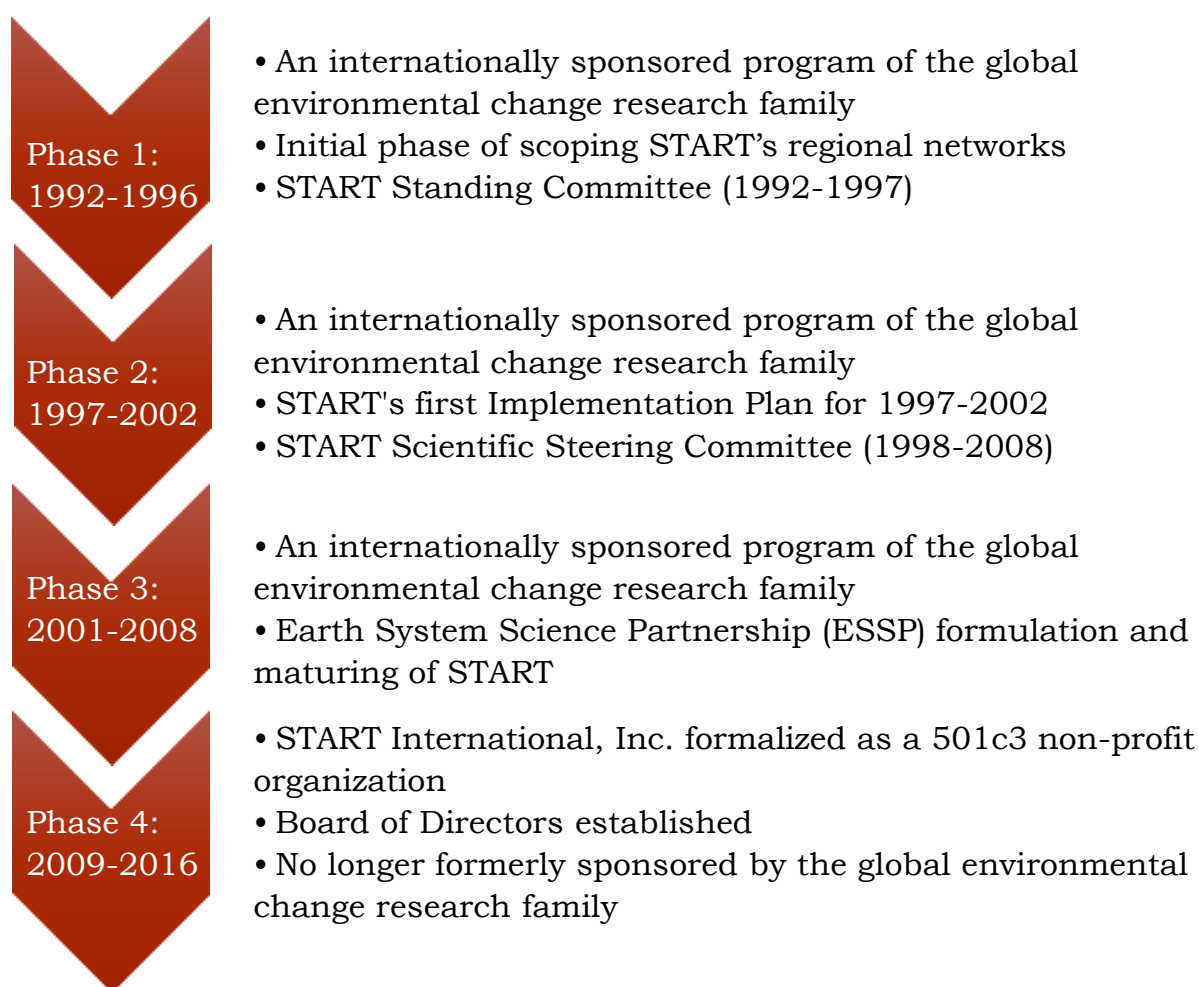 Phase 1:
1992-1996
• An internationally sponsored program of the global
environmental change research family
• Initial phase of scoping START’s regional networks
• START Standing Committee (1992-1997)
Phase 2:
1997-2002
• An internationally sponsored program of the global
environmental change research family
• START's first Implementation Plan for 1997-2002
• START Scientific Steering Committee (1998-2008)
Phase 3:
2001-2008
• An internationally sponsored program of the global
environmental change research family
• Earth System Science Partnership (ESSP) formulation and
maturing of START
Phase 4:
2009-2016
• START International, Inc. formalized as a 501c3 non-profit
organization
• Board of Directors established
• No longer formerly sponsored by the global environmental
change research family